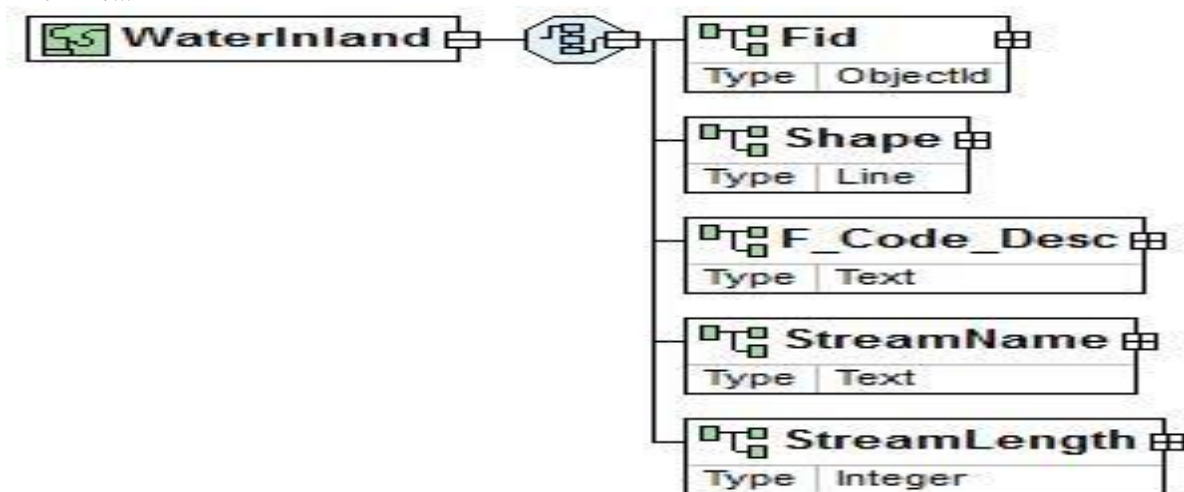 WaterInland
Fid
Type ObjectId
Shape
Type Line
F_Code_Desc
Type Text
StreamName
Type Text
StreamLength
Type Integer